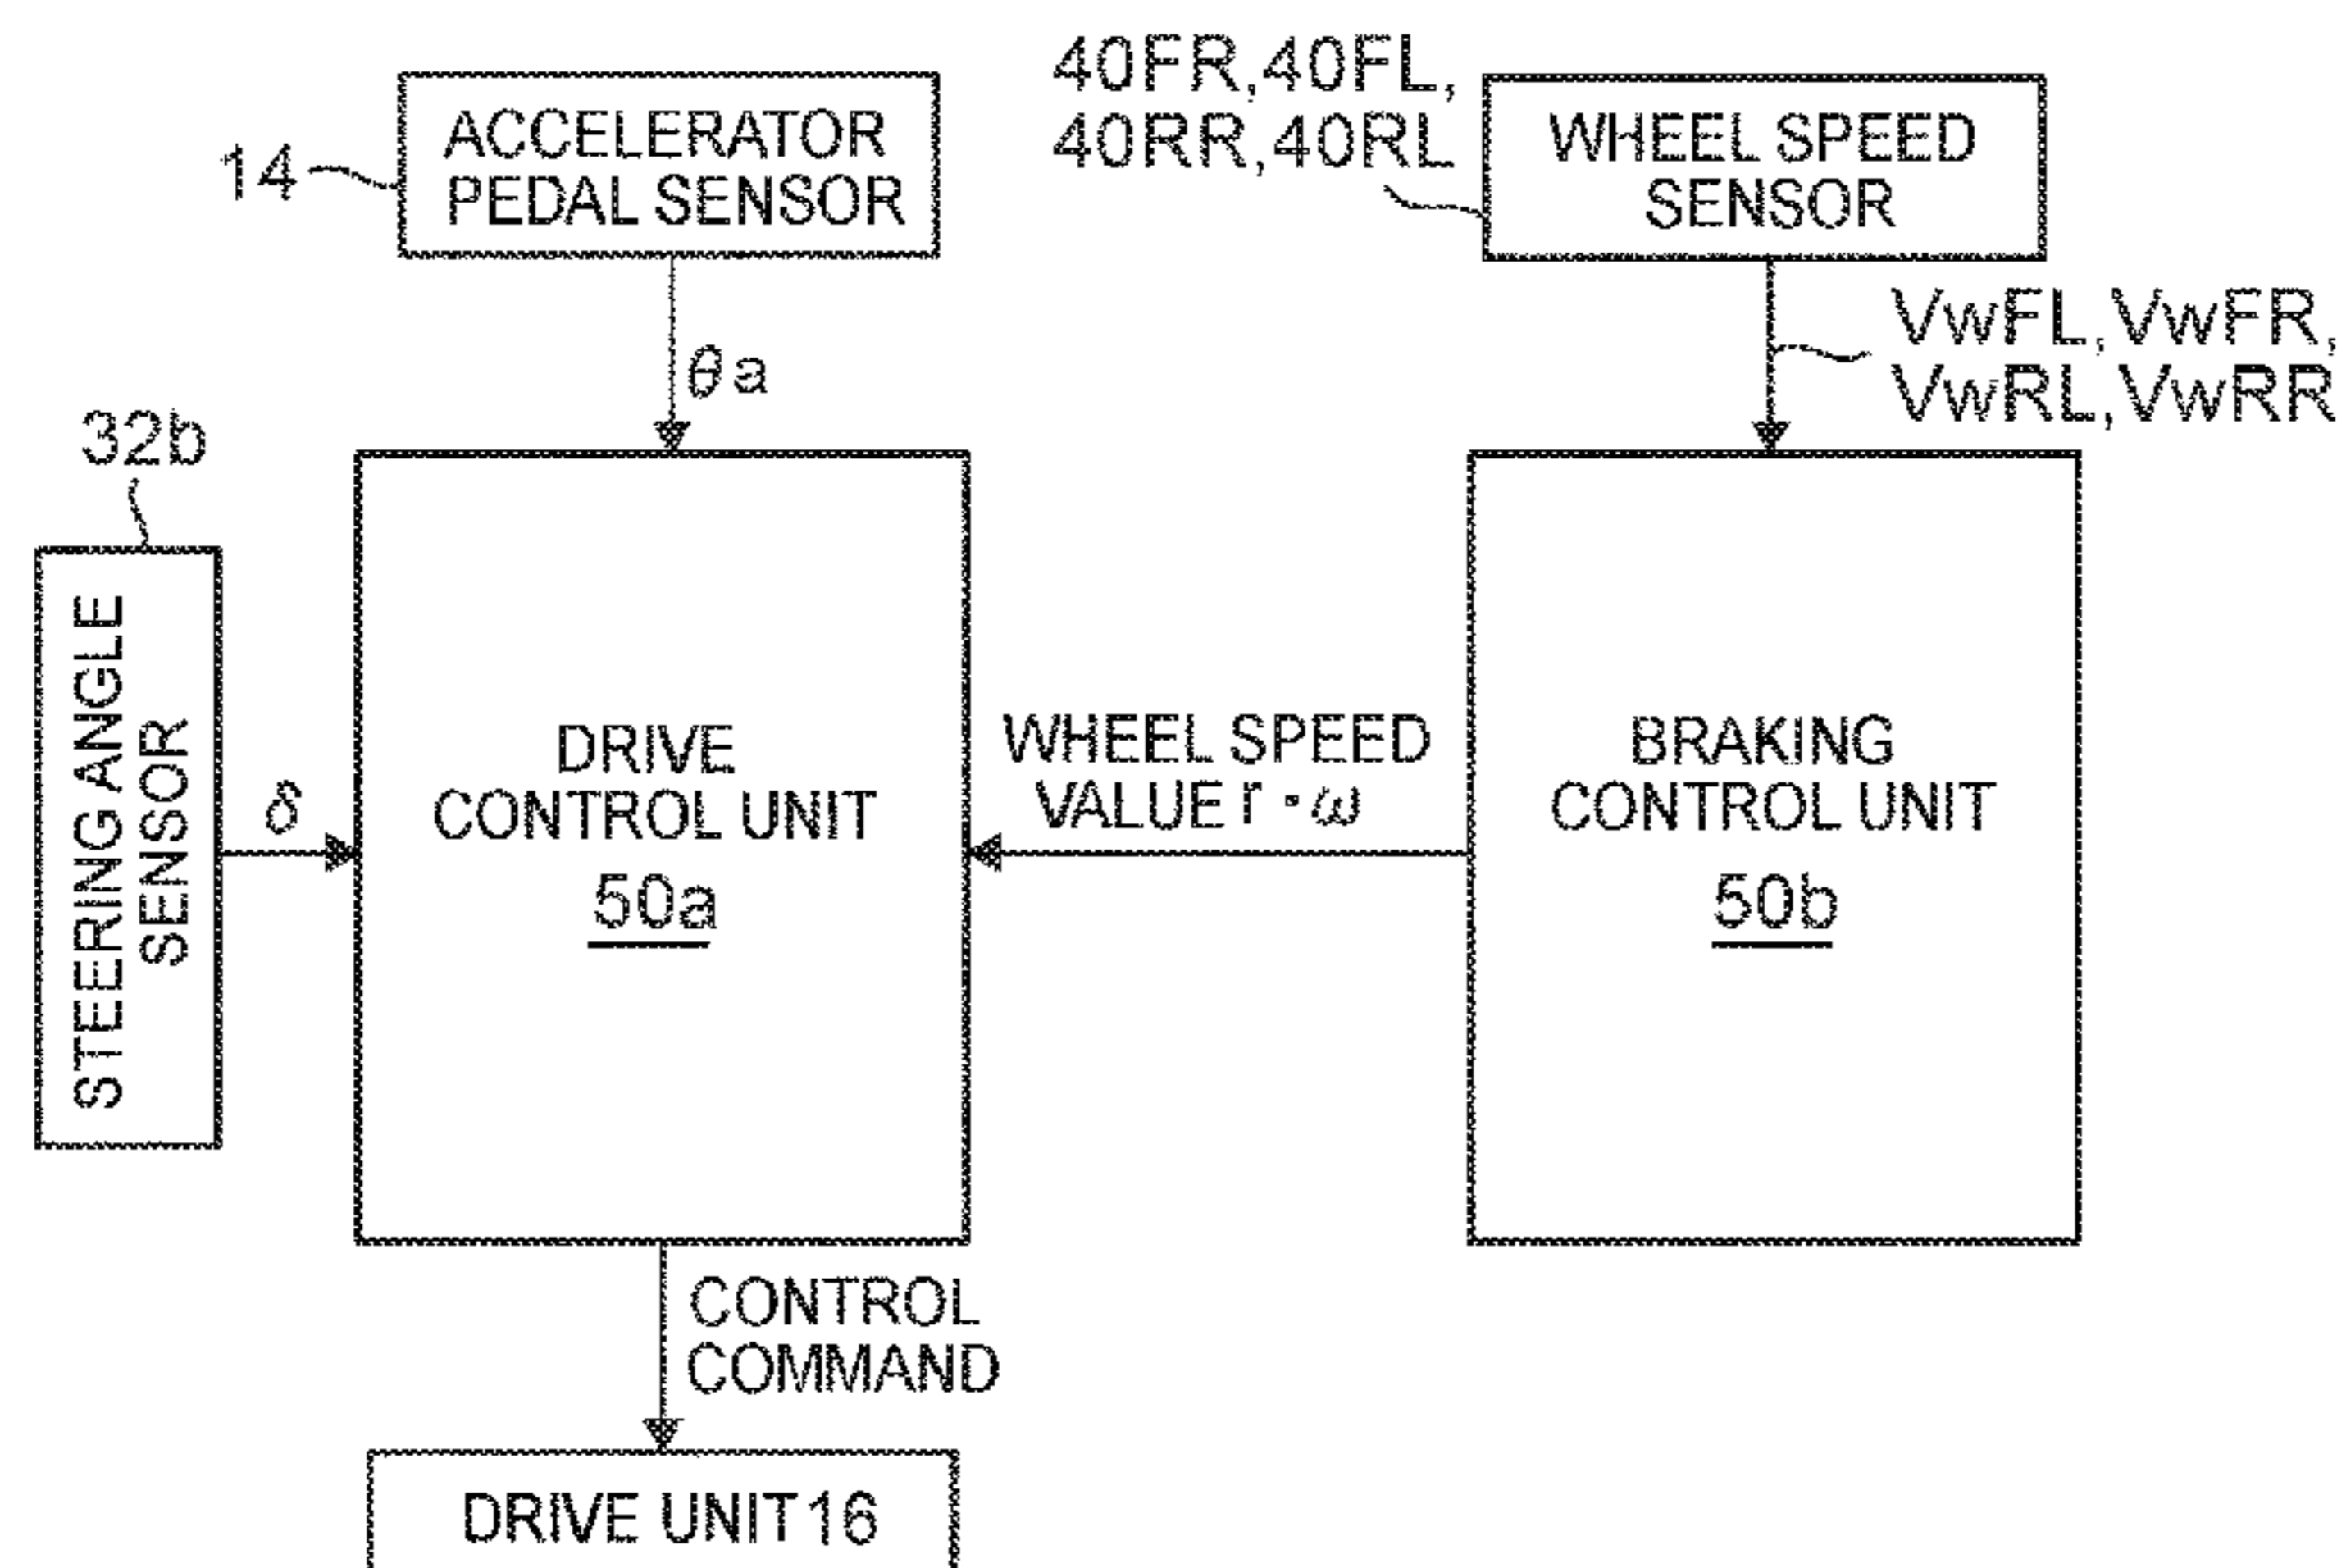 14
ACCELERATOR
PEDAL SENSOR
40FR,40FL,
40RR,40RL
WHEEL SPEED
SENSOR
θa
VwFL,VwFR,
VwRL,VwRR
32b
STEERING ANGLE
SENSOR
δ
DRIVE
CONTROL UNIT
50a
WHEEL SPEED
VALUE r・ω
BRAKING
CONTROL UNIT
50b
CONTROL
COMMAND
DRIVE UNIT 16